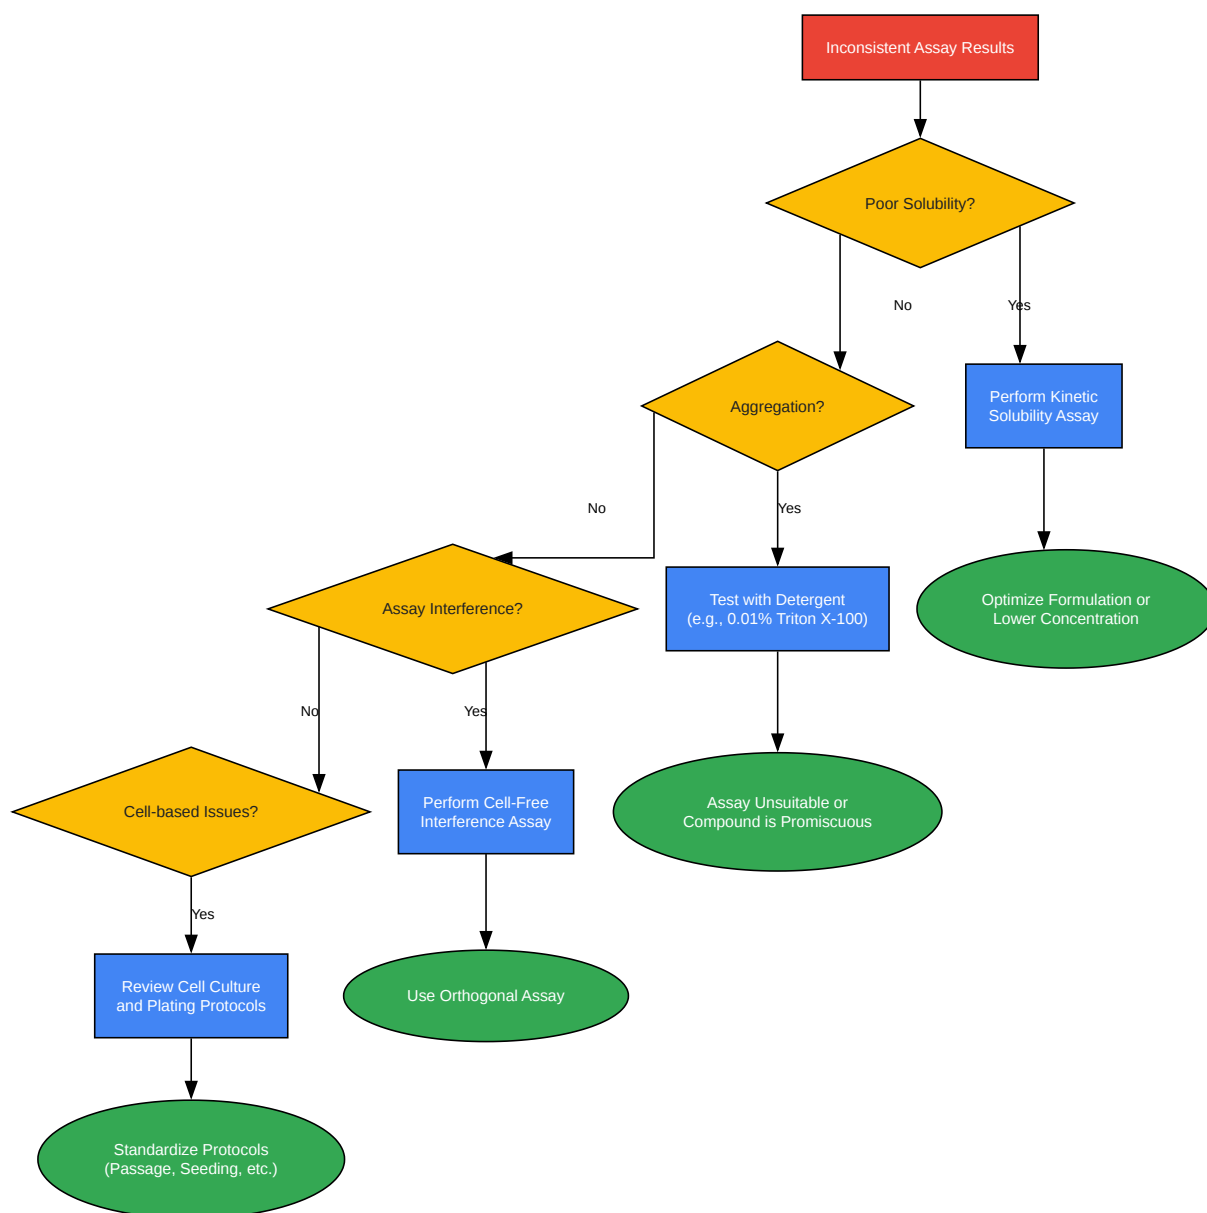 Inconsistent Assay Results
Poor Solubility?
No
Yes
Aggregation?
Perform Kinetic
Solubility Assay
No
Yes
Assay Interference?
Test with Detergent
(e.g., 0.01% Triton X-100)
Optimize Formulation or
Lower Concentration
No
Yes
Cell-based Issues?
Perform Cell-Free
Interference Assay
Assay Unsuitable or
Compound is Promiscuous
Yes
Review Cell Culture
and Plating Protocols
Use Orthogonal Assay
Standardize Protocols
(Passage, Seeding, etc.)